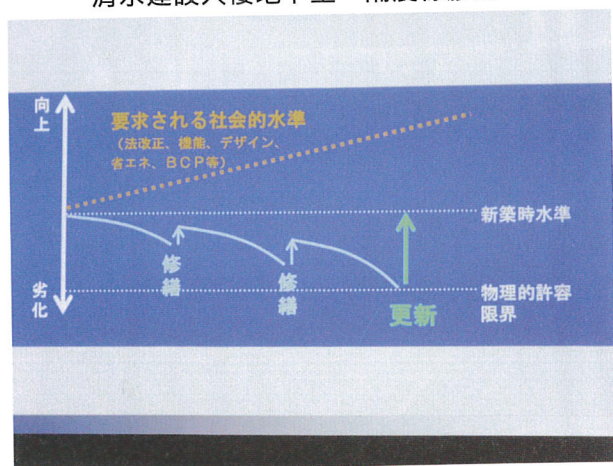 向上
要求される社会的水準
（法改正、機能、デザイン、
省エネ、BCP等）
新築時水準
修繕
修繕
劣化
更新
物理的許容
限界